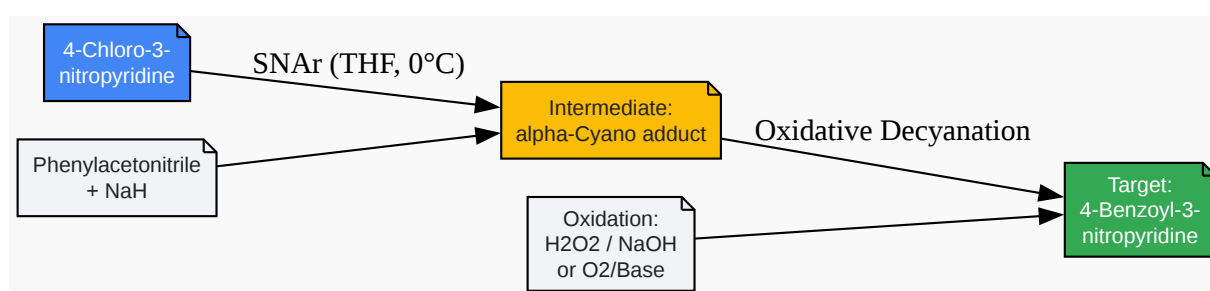 4-Chloro-3-
nitropyridine
SNAr (THF, 0°C)
Intermediate:
alpha-Cyano adduct
Phenylacetonitrile
+ NaH
Oxidative Decyanation
Oxidation:
H2O2 / NaOH
or O2/Base
Target:
4-Benzoyl-3-
nitropyridine